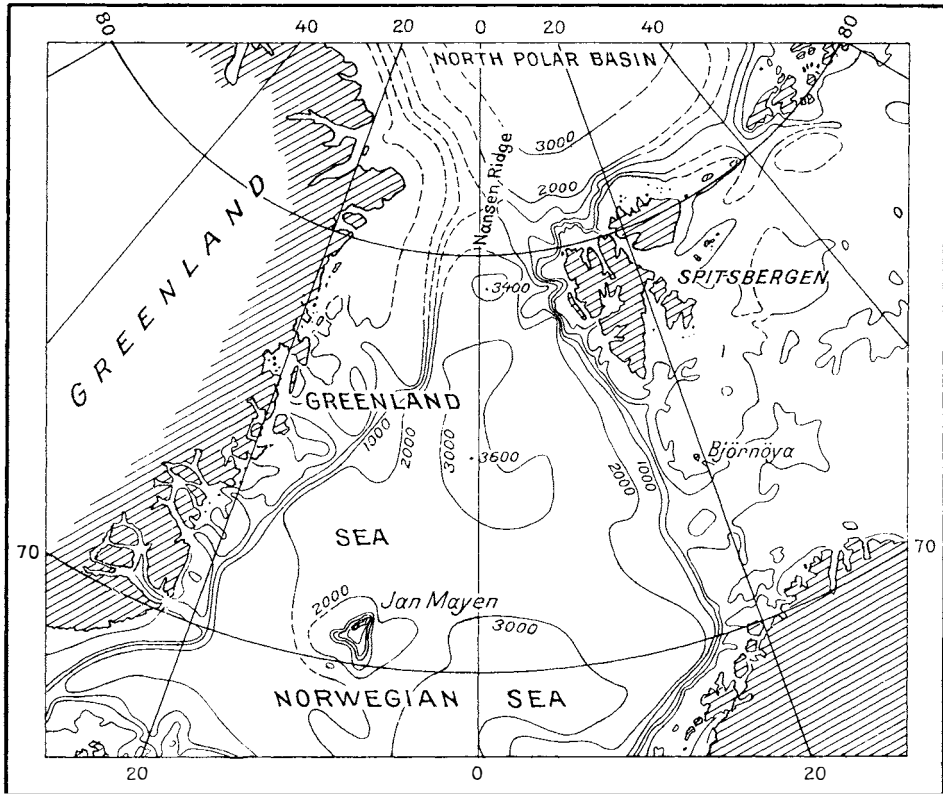 80 40 20 0 20 40 80
NORTH POLAR BASIN
3000
Nansen Ridge
2000
GREENLAND
.3400
SPITSBERGEN
GREENLAND
1000
2000
3000
.3600
2000
1000
Björnöya
70
SEA
70
2000
Jan Mayen
3000
NORWEGIAN SEA
20 0 20